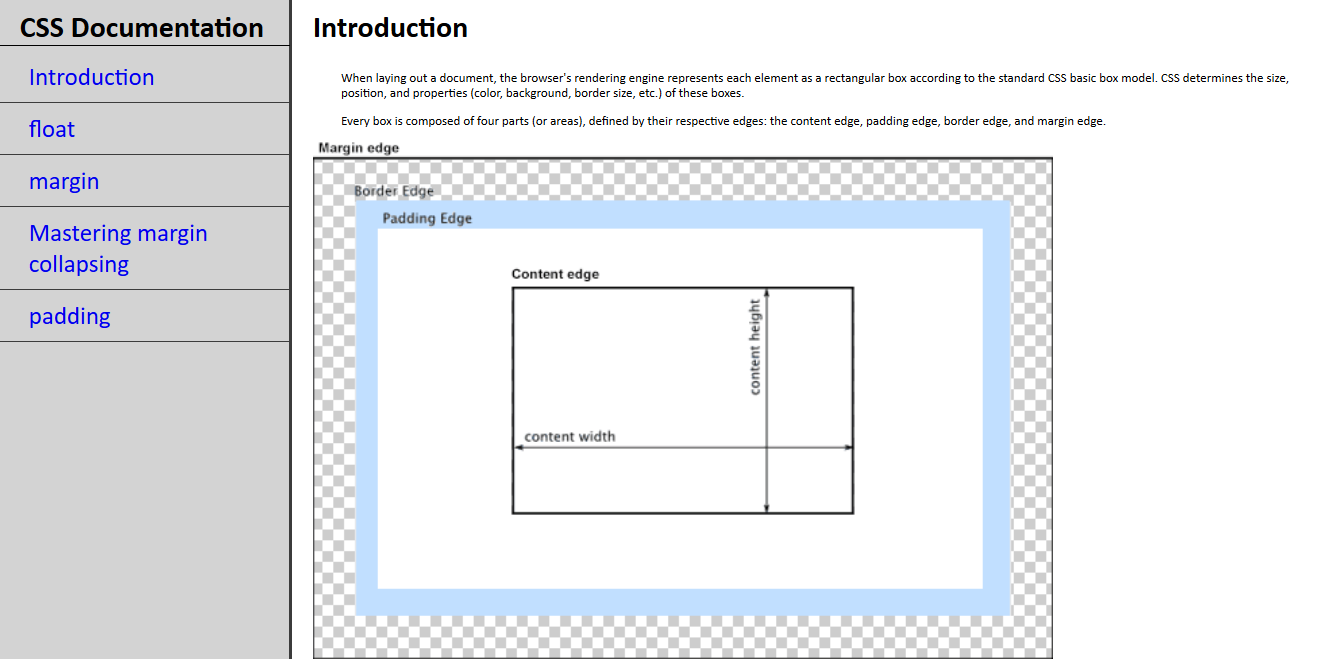 CSS Documentation
Introduction
float
margin
Mastering margin
collapsing
padding
Introduction
When laying out a document, the browser's rendering engine represents each element as a rectangular box according to the standard CSS basic box model. CSS determines the size,
position, and properties (color, background, border size, etc.) of these boxes.
Every box is composed of four parts (or areas), defined by their respective edges: the content edge, padding edge, border edge, and margin edge.
Margin edge
Border Edge
Padding Edge
Content edge
content height
content width